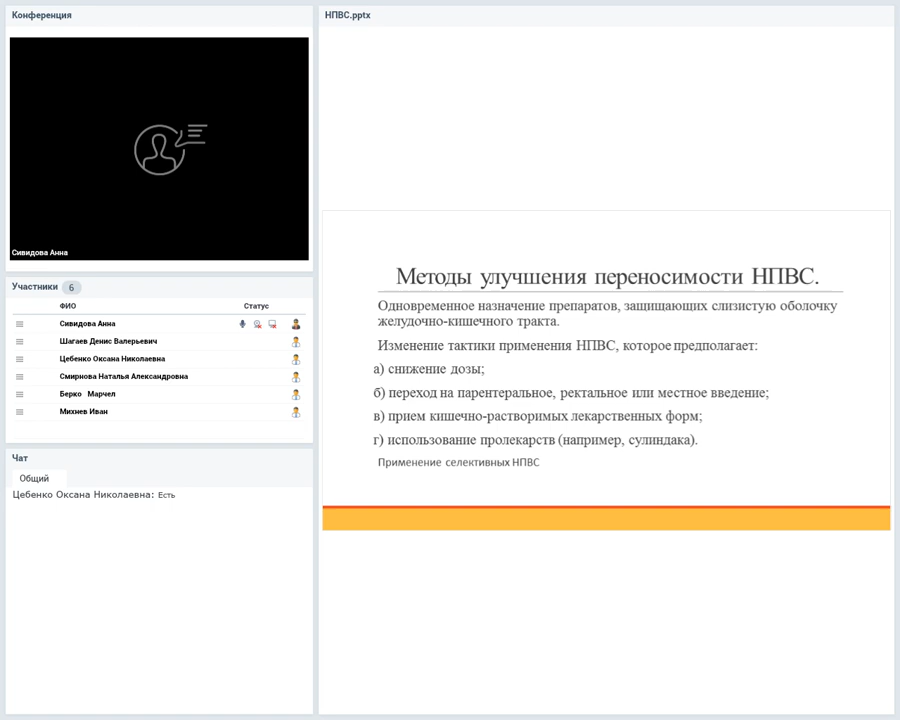 Конференция
Сивидова Анна
Участники 6
ФИО Статус
Сивидова Анна
Шагаев Денис Валерьевич
Цебенко Оксана Николаевна
Смирнова Наталья Александровна
Берко Марчел
Михнев Иван
Чат
Общий
Цебенко Оксана Николаевна: Есть
НПВС.pptx
Методы улучшения переносимости НПВС.
Одновременное назначение препаратов, защищающих слизистую оболочку
желудочно-кишечного тракта.
Изменение тактики применения НПВС, которое предполагает:
а) снижение дозы;
б) переход на парентеральное, ректальное или местное введение;
в) прием кишечно-растворимых лекарственных форм;
г) использование пролекарств (например, сулиндака).
Применение селективных НПВС